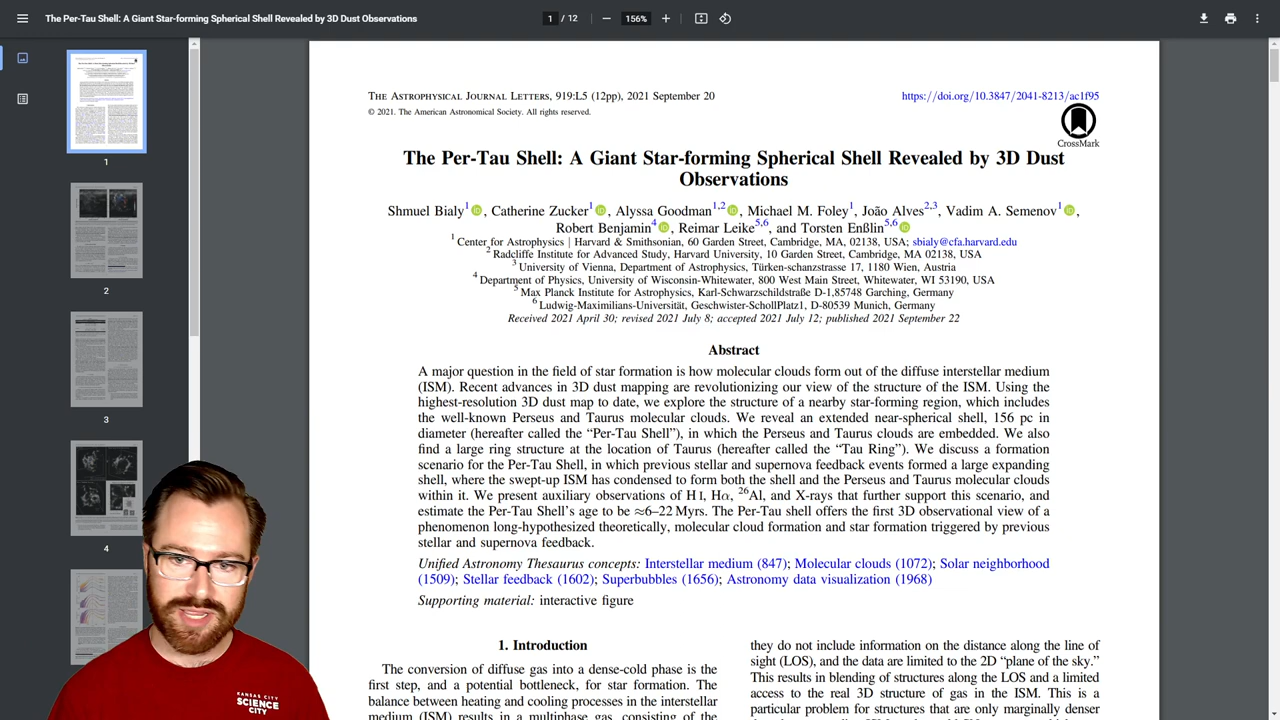 The Per-Tau Shell: A Giant Star-forming Spherical Shell Revealed by 3D Dust Observations
1 / 12
156%
THE ASTROPHYSICAL JOURNAL LETTERS, 919:L5 (12pp), 2021 September 20
https://doi.org/10.3847/2041-8213/ac1f95
© 2021. The American Astronomical Society. All rights reserved.
CrossMark
The Per-Tau Shell: A Giant Star-forming Spherical Shell Revealed by 3D Dust
Observations
Shmuel Bialy1, Catherine Zucker1, Alyssa Goodman1,2, Michael M. Foley1, João Alves2,3, Vadim A. Semenov1,
Robert Benjamin4, Reimar Leike5,6, and Torsten Enßlin5,6
1 Center for Astrophysics | Harvard & Smithsonian, 60 Garden Street, Cambridge, MA, 02138, USA; sbialy@cfa.harvard.edu
2 Radcliffe Institute for Advanced Study, Harvard University, 10 Garden Street, Cambridge, MA 02138, USA
3 University of Vienna, Department of Astrophysics, Türken-schanzstrasse 17, 1180 Wien, Austria
4 Department of Physics, University of Wisconsin-Whitewater, 800 West Main Street, Whitewater, WI 53190, USA
5 Max Planck Institute for Astrophysics, Karl-Schwarzschildstraße D-1,85748 Garching, Germany
6 Ludwig-Maximilians-Universität, Geschwister-SchollPlatz1, D-80539 Munich, Germany
Received 2021 April 30; revised 2021 July 8; accepted 2021 July 12; published 2021 September 22
Abstract
A major question in the field of star formation is how molecular clouds form out of the diffuse interstellar medium
(ISM). Recent advances in 3D dust mapping are revolutionizing our view of the structure of the ISM. Using the
highest-resolution 3D dust map to date, we explore the structure of a nearby star-forming region, which includes
the well-known Perseus and Taurus molecular clouds. We reveal an extended near-spherical shell, 156 pc in
diameter (hereafter called the “Per-Tau Shell”), in which the Perseus and Taurus clouds are embedded. We also
find a large ring structure at the location of Taurus (hereafter called the “Tau Ring”). We discuss a formation
scenario for the Per-Tau Shell, in which previous stellar and supernova feedback events formed a large expanding
shell, where the swept-up ISM has condensed to form both the shell and the Perseus and Taurus molecular clouds
within it. We present auxiliary observations of H I, Hα, 26Al, and X-rays that further support this scenario, and
estimate the Per-Tau Shell’s age to be ≈6–22 Myrs. The Per-Tau shell offers the first 3D observational view of a
phenomenon long-hypothesized theoretically, molecular cloud formation and star formation triggered by previous
stellar and supernova feedback.
Unified Astronomy Thesaurus concepts: Interstellar medium (847); Molecular clouds (1072); Solar neighborhood
(1509); Stellar feedback (1602); Superbubbles (1656); Astronomy data visualization (1968)
Supporting material: interactive figure
1. Introduction
The conversion of diffuse gas into a dense-cold phase is the
first step, and a potential bottleneck, for star formation. The
balance between heating and cooling processes in the interstellar
medium (ISM) results in a multiphase gas, consisting of the
they do not include information on the distance along the line of
sight (LOS), and the data are limited to the 2D “plane of the sky.”
This results in blending of structures along the LOS and a limited
access to the real 3D structure of gas in the ISM. This is a
particular problem for structures that are only marginally denser
1
2
3
4
KANSAS CITY
SCIENCE
CITY